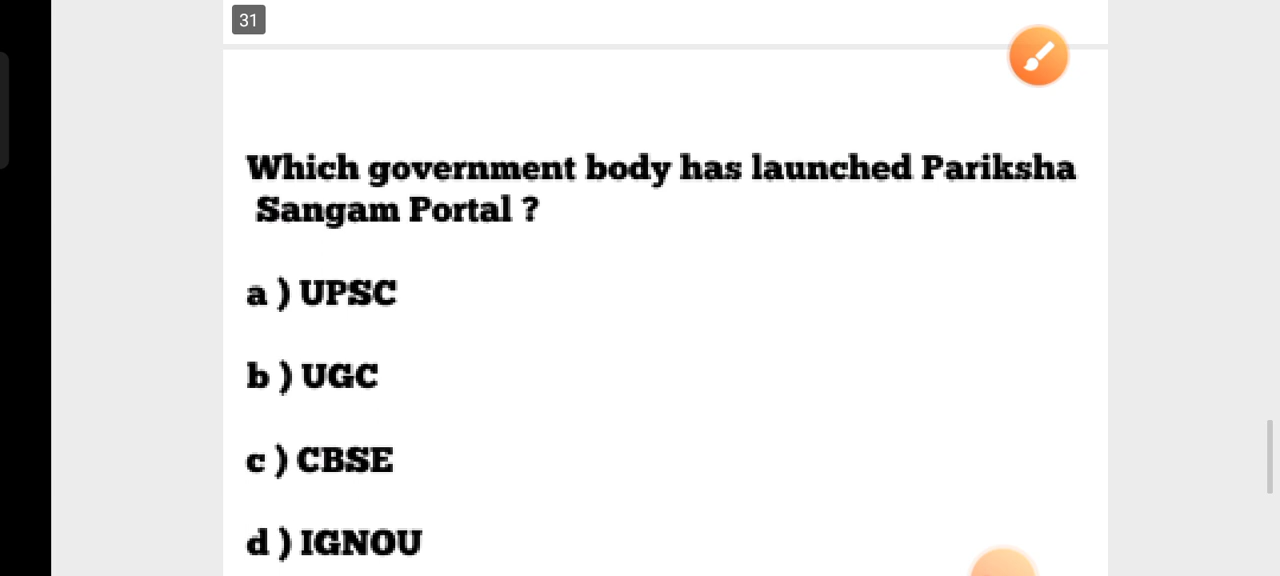 31
Which government body has launched Pariksha
Sangam Portal ?
a ) UPSC
b ) UGC
c ) CBSE
d ) IGNOU